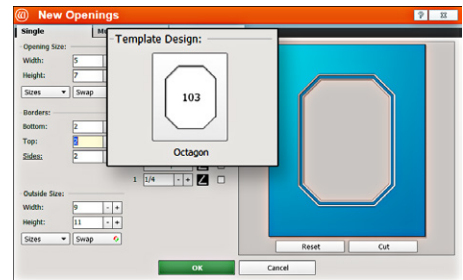 New Openings
? X
Single M
Template Design:
103
Octagon
Opening Size:
Width: 5
Height: 7
Sizes Swap
Borders:
Bottom: 2
Top: 2
Sides: 2
1 1/4 - +
Outside Size:
Width: 9 - +
Height: 11 - +
Sizes Swap
Reset Cut
OK Cancel